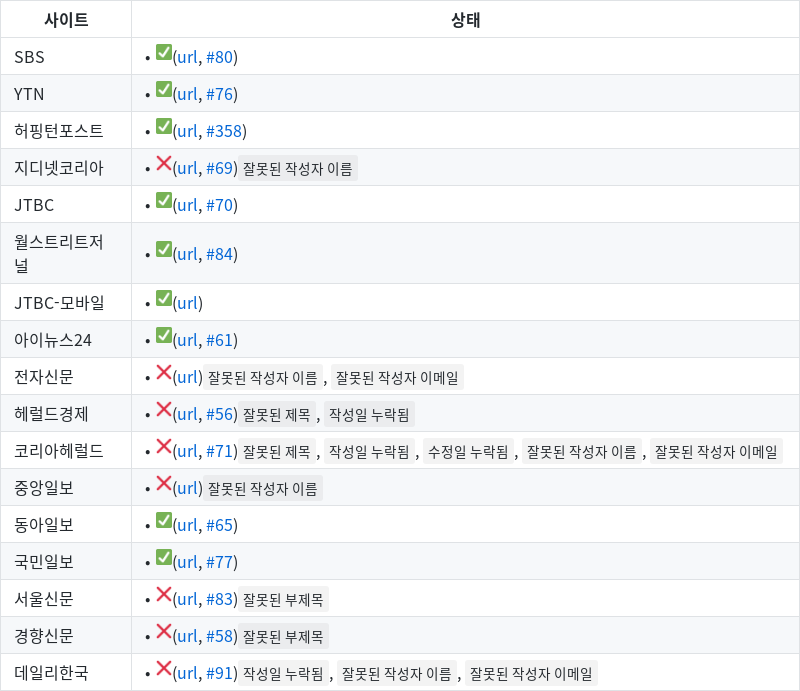 사이트 상태
SBS • ✅(url, #80)
YTN • ✅(url, #76)
허핑턴포스트 • ✅(url, #358)
지디넷코리아 • ❌(url, #69) 잘못된 작성자 이름
JTBC • ✅(url, #70)
월스트리트저
널 • ✅(url, #84)
JTBC-모바일 • ✅(url)
아이뉴스24 • ✅(url, #61)
전자신문 • ❌(url) 잘못된 작성자 이름 , 잘못된 작성자 이메일
헤럴드경제 • ❌(url, #56) 잘못된 제목 , 작성일 누락됨
코리아헤럴드 • ❌(url, #71) 잘못된 제목 , 작성일 누락됨 , 수정일 누락됨 , 잘못된 작성자 이름 , 잘못된 작성자 이메일
중앙일보 • ❌(url) 잘못된 작성자 이름
동아일보 • ✅(url, #65)
국민일보 • ✅(url, #77)
서울신문 • ❌(url, #83) 잘못된 부제목
경향신문 • ❌(url, #58) 잘못된 부제목
데일리한국 • ❌(url, #91) 작성일 누락됨 , 잘못된 작성자 이름 , 잘못된 작성자 이메일